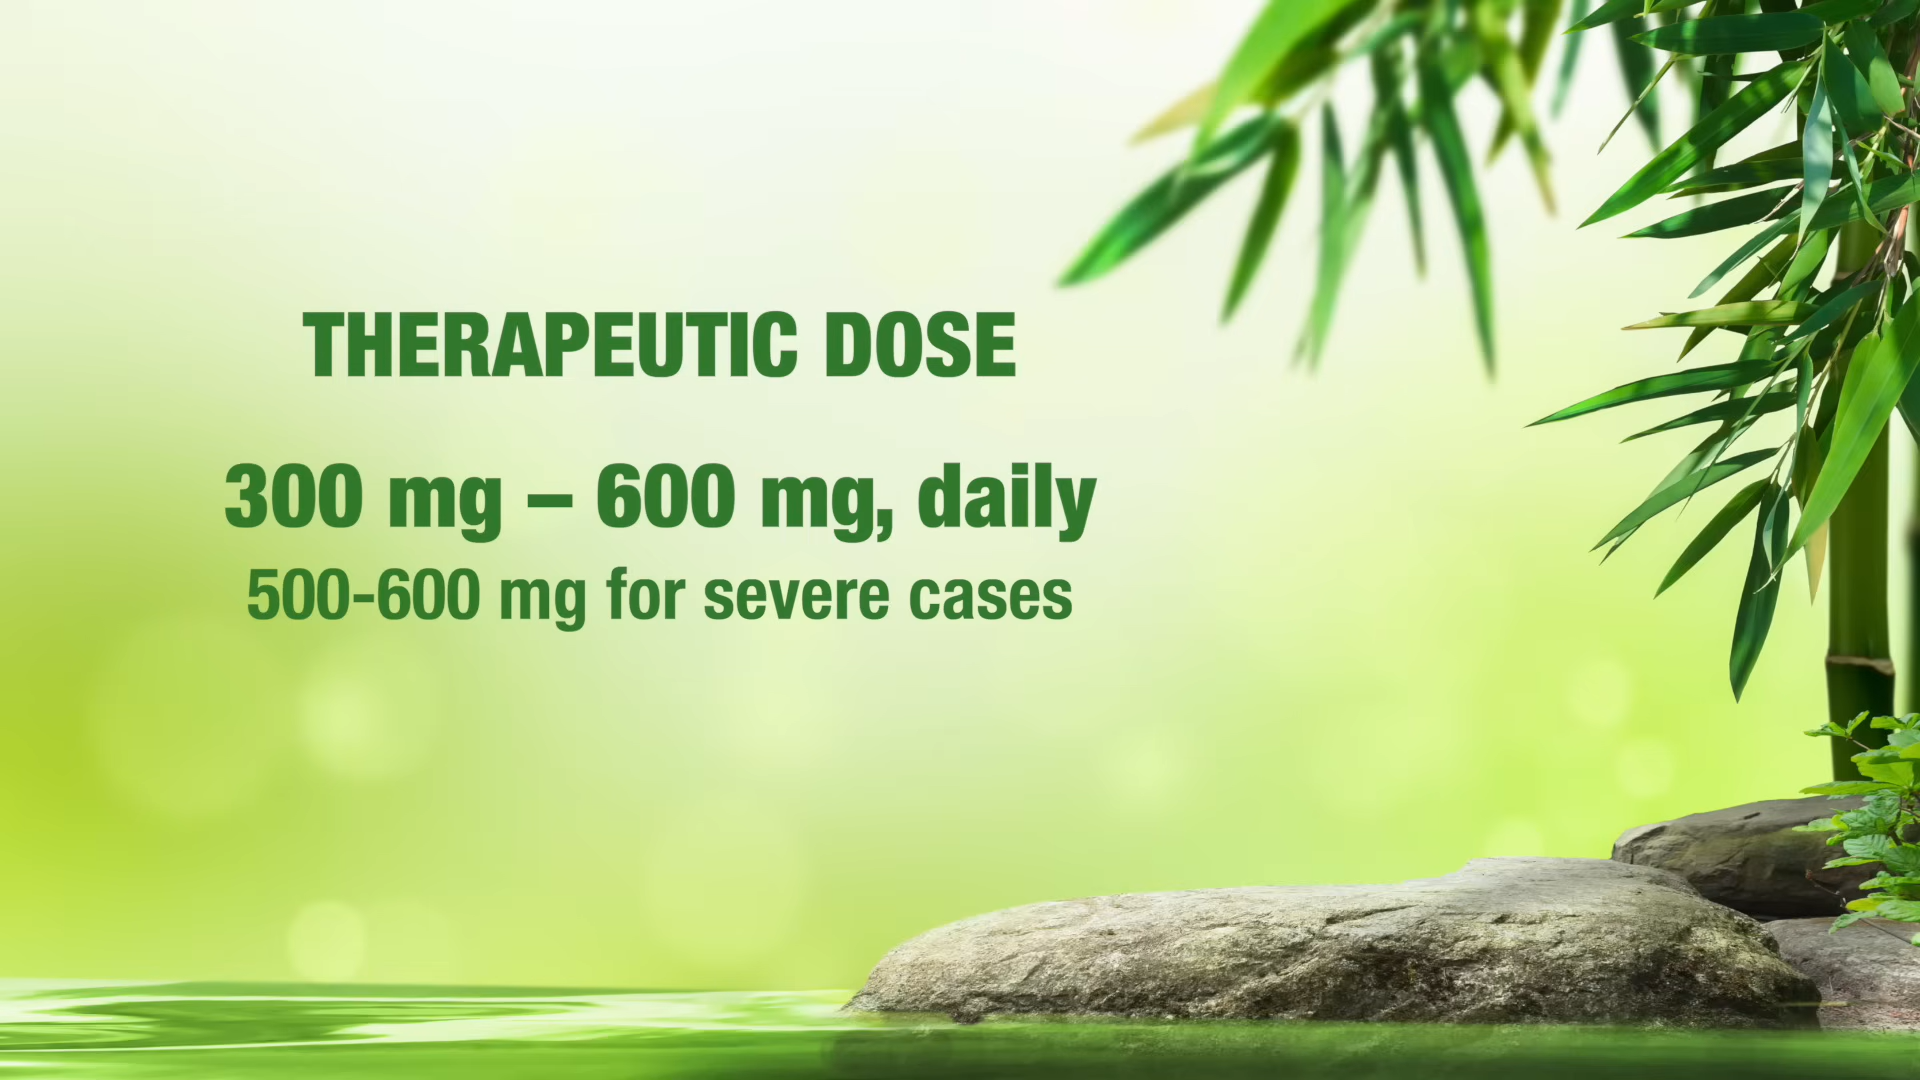 THERAPEUTIC DOSE
300 mg – 600 mg, daily
500-600 mg for severe cases